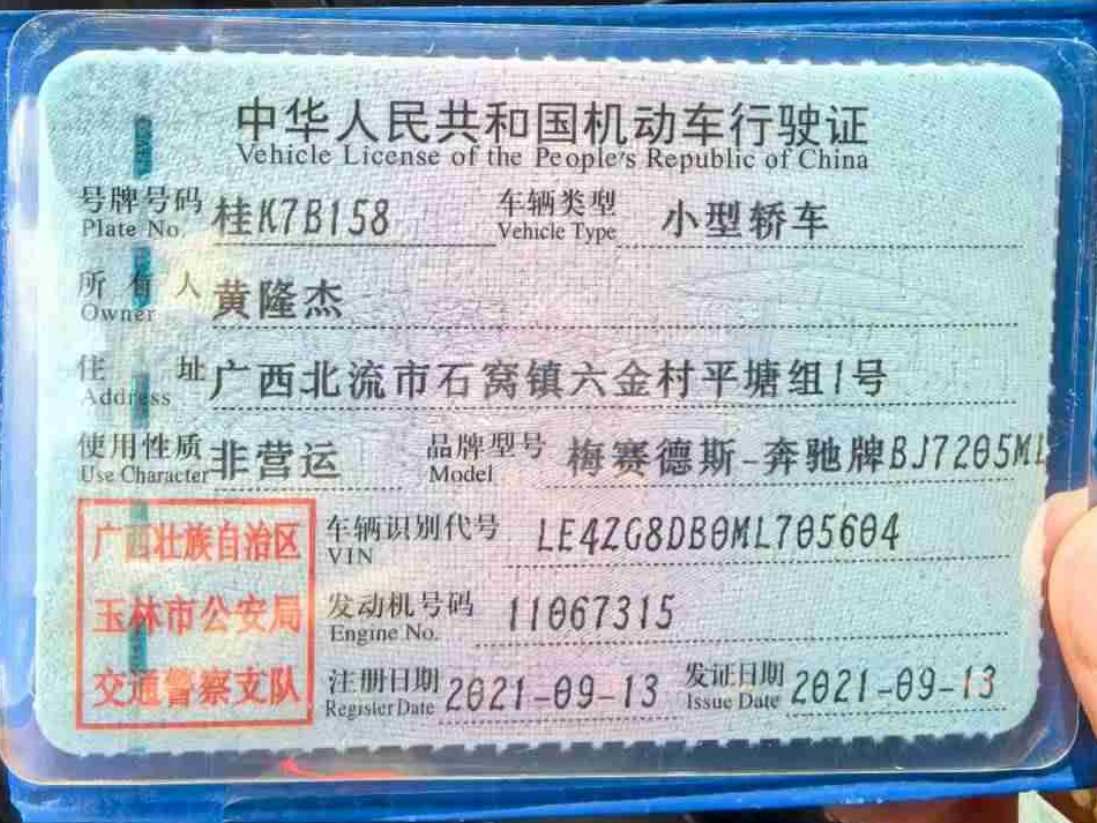 中华人民共和国机动车行驶证
Vehicle License of the People's Republic of China
号牌号码 桂K7B158 车辆类型 小型轿车
Plate No. Vehicle Type
所有人 黄隆杰
Owner
住址 广西北流市石窝镇六金村平塘组1号
Address
使用性质 非营运 品牌型号 梅赛德斯-奔驰牌BJ7205ML
Use Character Model
广西壮族自治区
玉林市公安局
交通警察支队
车辆识别代号 LE4ZG8DB0ML705604
VIN
发动机号码 11067315
Engine No.
注册日期 2021-09-13 发证日期 2021-09-13
Register Date Issue Date